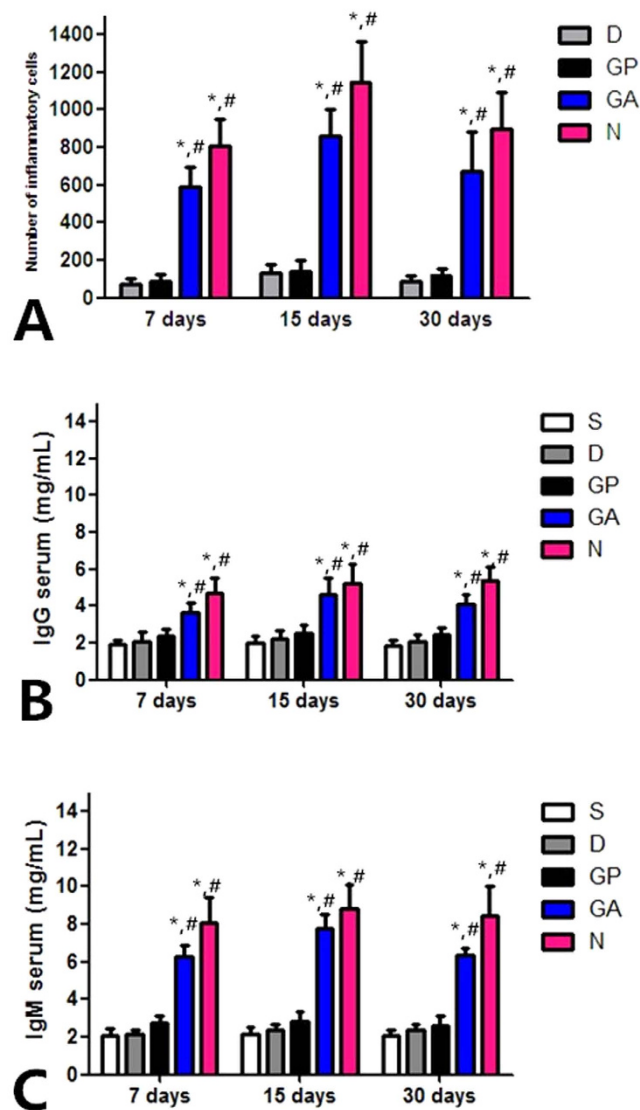 1400
1200
1000
800
600
400
200
0
Number of inflammatory cells
*,#
*,#
*,#
*,#
*,#
*,#
7 days
15 days
30 days
D
GP
GA
N
A
14
12
10
8
6
4
2
0
IgG serum (mg/mL)
*,#
*,#
*,#
*,#
*,#
*,#
7 days
15 days
30 days
S
D
GP
GA
N
B
14
12
10
8
6
4
2
0
IgM serum (mg/mL)
*,#
*,#
*,#
*,#
*,#
*,#
7 days
15 days
30 days
S
D
GP
GA
N
C